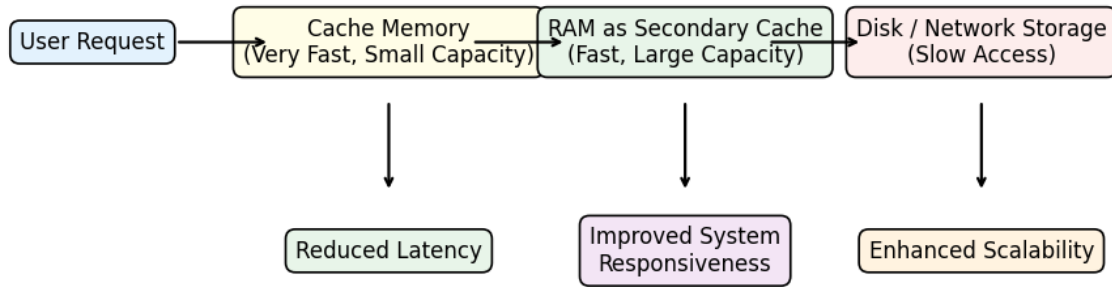 User Request
Cache Memory
(Very Fast, Small Capacity)
RAM as Secondary Cache
(Fast, Large Capacity)
Disk / Network Storage
(Slow Access)
Reduced Latency
Improved System
Responsiveness
Enhanced Scalability